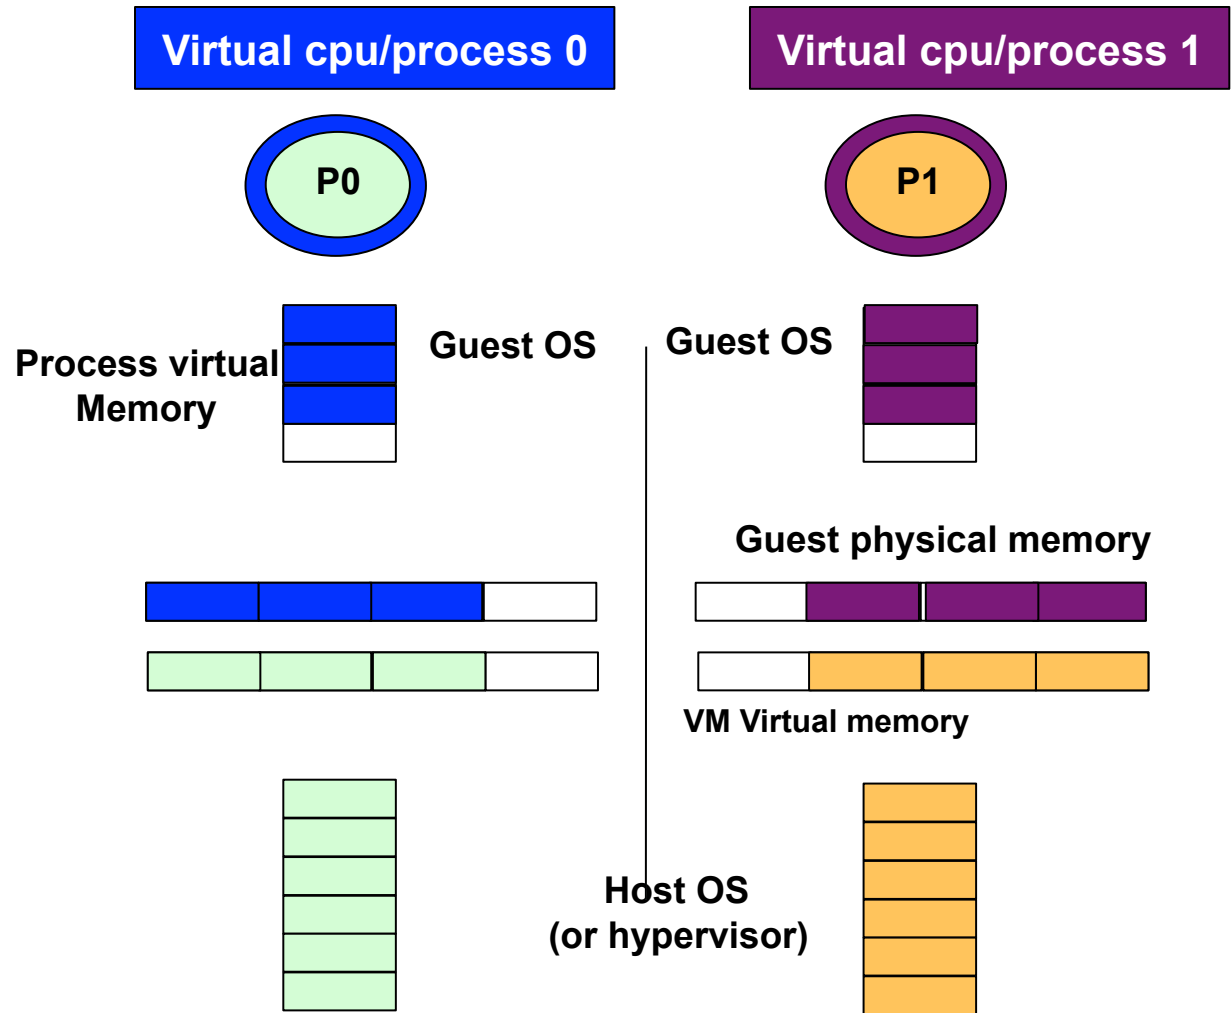 Virtual cpu/process 0
Virtual cpu/process 1
P0
P1
Process virtual
Memory
Guest OS
Guest OS
Guest physical memory
VM Virtual memory
Host OS
(or hypervisor)